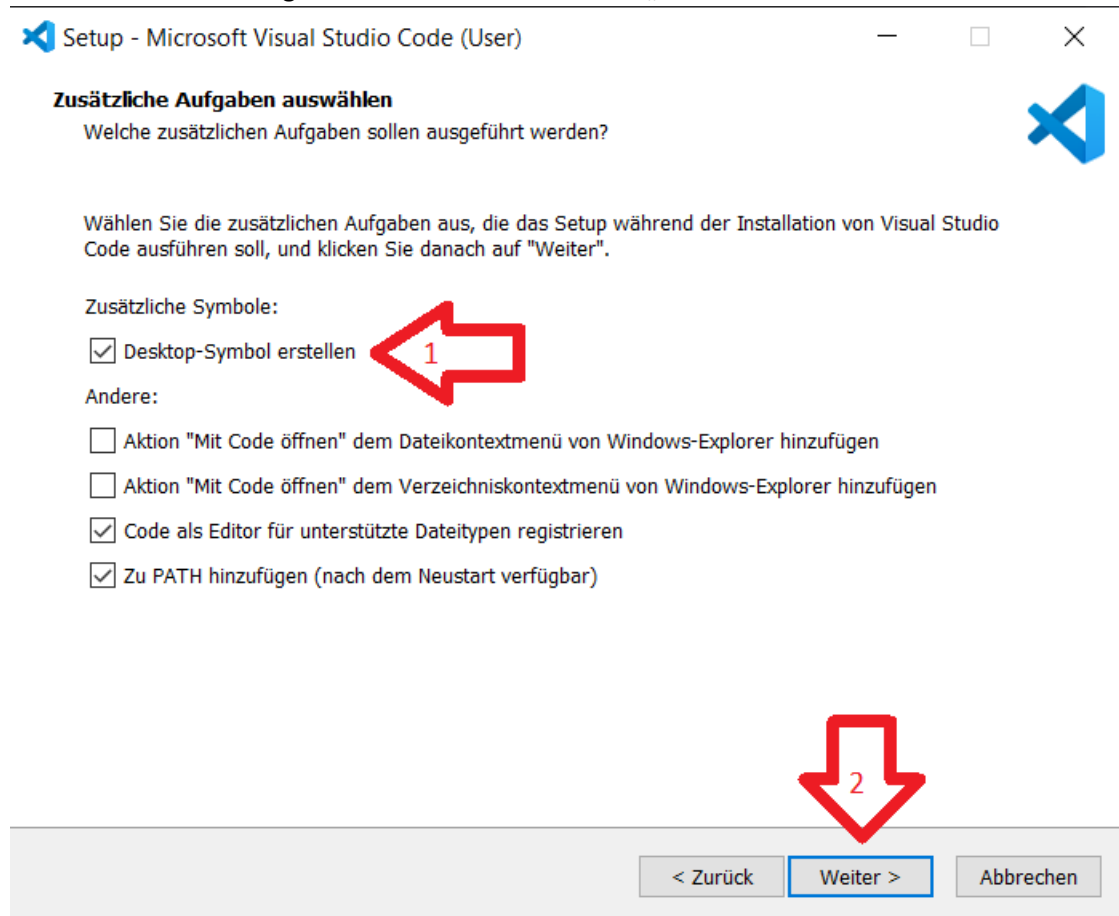 Setup - Microsoft Visual Studio Code (User)
Zusätzliche Aufgaben auswählen
Welche zusätzlichen Aufgaben sollen ausgeführt werden?
Wählen Sie die zusätzlichen Aufgaben aus, die das Setup während der Installation von Visual Studio
Code ausführen soll, und klicken Sie danach auf "Weiter".
Zusätzliche Symbole:
Desktop-Symbol erstellen 1
Andere:
Aktion "Mit Code öffnen" dem Dateikontextmenü von Windows-Explorer hinzufügen
Aktion "Mit Code öffnen" dem Verzeichniskontextmenü von Windows-Explorer hinzufügen
Code als Editor für unterstützte Dateitypen registrieren
Zu PATH hinzufügen (nach dem Neustart verfügbar)
2
< Zurück Weiter > Abbrechen